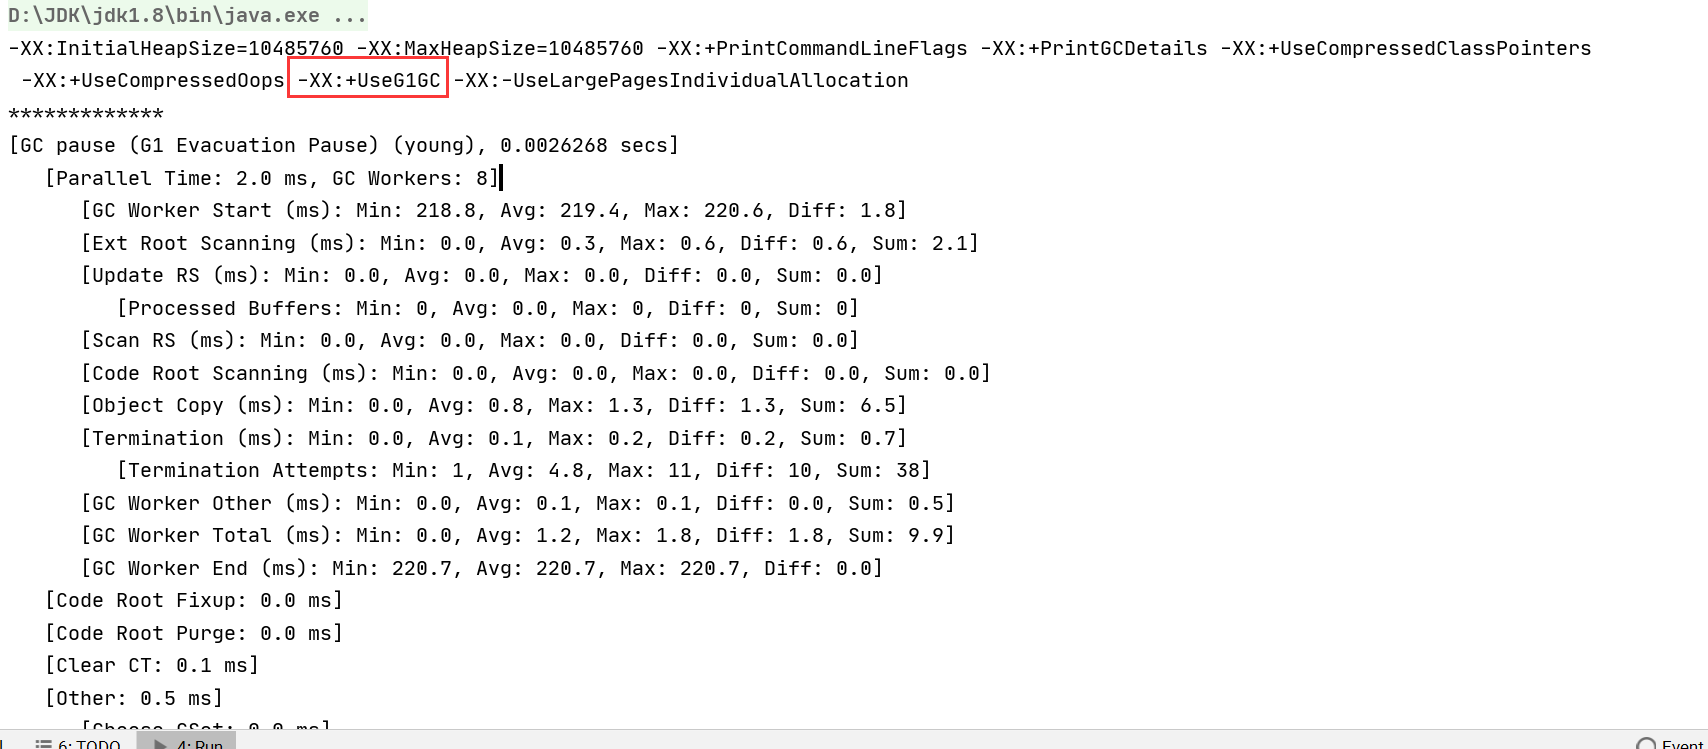 D:\JDK\jdk1.8\bin\java.exe ...
-XX:InitialHeapSize=10485760 -XX:MaxHeapSize=10485760 -XX:+PrintCommandLineFlags -XX:+PrintGCDetails -XX:+UseCompressedClassPointers
-XX:+UseCompressedOops -XX:+UseG1GC -XX:-UseLargePagesIndividualAllocation
*************
[GC pause (G1 Evacuation Pause) (young), 0.0026268 secs]
[Parallel Time: 2.0 ms, GC Workers: 8]
[GC Worker Start (ms): Min: 218.8, Avg: 219.4, Max: 220.6, Diff: 1.8]
[Ext Root Scanning (ms): Min: 0.0, Avg: 0.3, Max: 0.6, Diff: 0.6, Sum: 2.1]
[Update RS (ms): Min: 0.0, Avg: 0.0, Max: 0.0, Diff: 0.0, Sum: 0.0]
[Processed Buffers: Min: 0, Avg: 0.0, Max: 0, Diff: 0, Sum: 0]
[Scan RS (ms): Min: 0.0, Avg: 0.0, Max: 0.0, Diff: 0.0, Sum: 0.0]
[Code Root Scanning (ms): Min: 0.0, Avg: 0.0, Max: 0.0, Diff: 0.0, Sum: 0.0]
[Object Copy (ms): Min: 0.0, Avg: 0.8, Max: 1.3, Diff: 1.3, Sum: 6.5]
[Termination (ms): Min: 0.0, Avg: 0.1, Max: 0.2, Diff: 0.2, Sum: 0.7]
[Termination Attempts: Min: 1, Avg: 4.8, Max: 11, Diff: 10, Sum: 38]
[GC Worker Other (ms): Min: 0.0, Avg: 0.1, Max: 0.1, Diff: 0.0, Sum: 0.5]
[GC Worker Total (ms): Min: 0.0, Avg: 1.2, Max: 1.8, Diff: 1.8, Sum: 9.9]
[GC Worker End (ms): Min: 220.7, Avg: 220.7, Max: 220.7, Diff: 0.0]
[Code Root Fixup: 0.0 ms]
[Code Root Purge: 0.0 ms]
[Clear CT: 0.1 ms]
[Other: 0.5 ms]
[Choose CSet: 0.0 ms]
6: TODO 4: Run Event